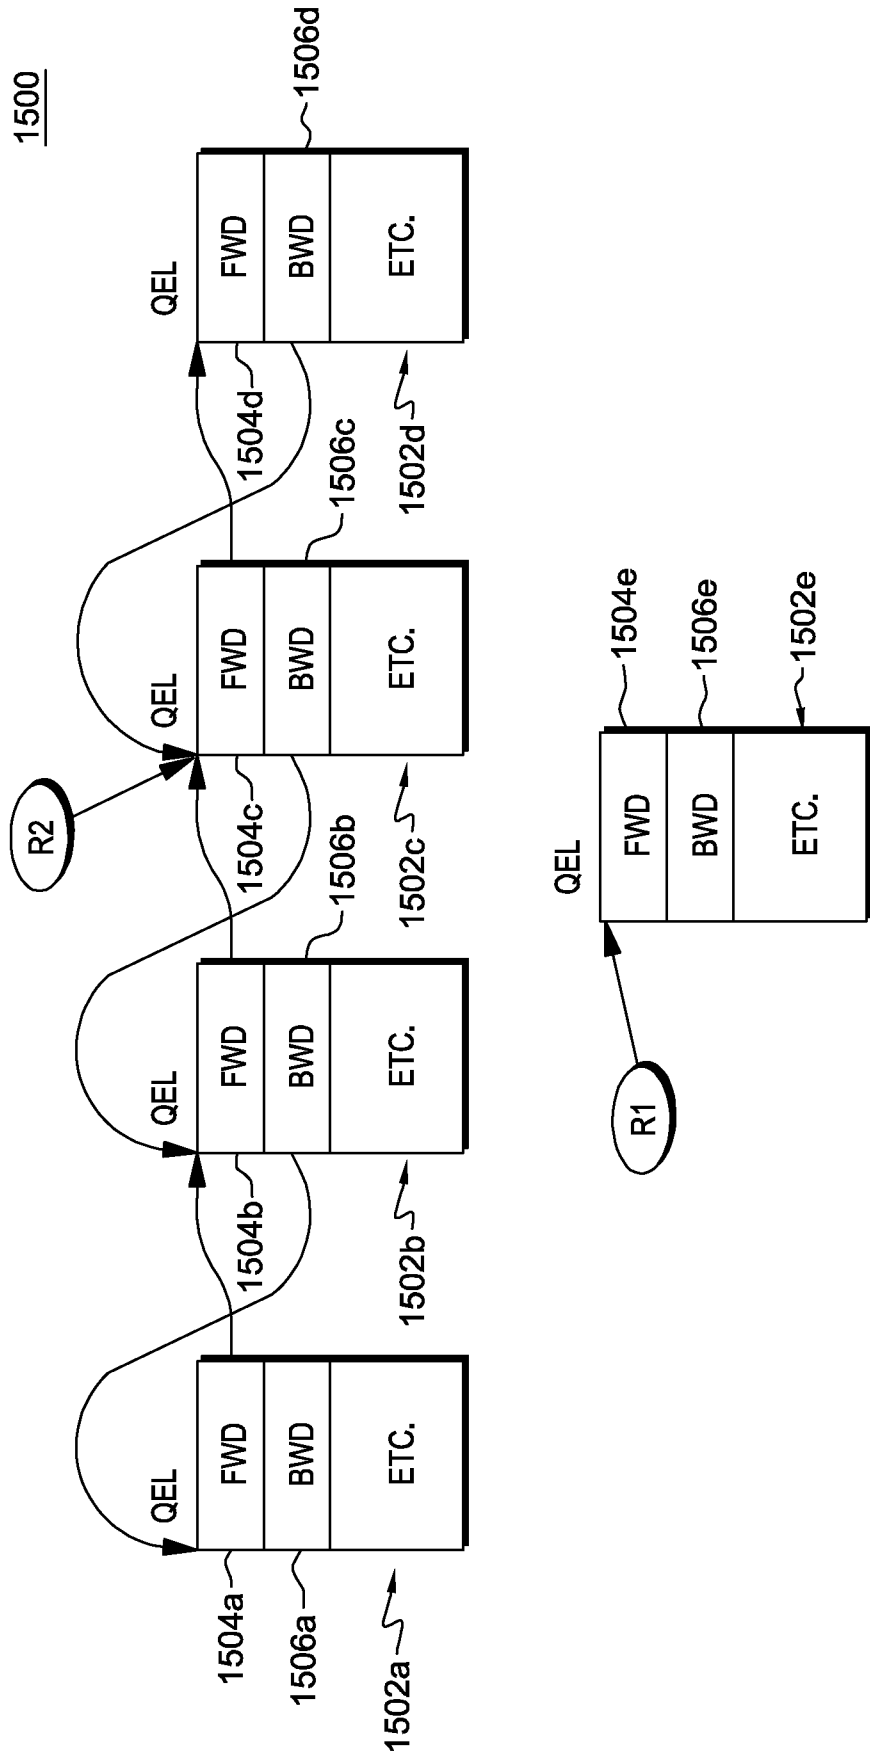 1500
R2
QEL
QEL
QEL
QEL
1504a
FWD
1504b
FWD
1504c
FWD
1504d
FWD
1506a
BWD
BWD
1506b
BWD
1506c
BWD
1506d
1502a
ETC.
1502b
ETC.
1502c
ETC.
1502d
ETC.
R1
QEL
FWD
1504e
BWD
1506e
ETC.
1502e